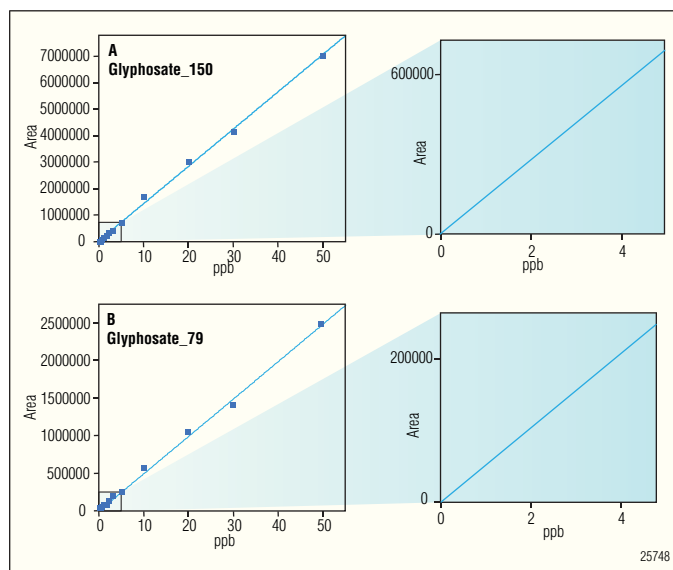 A
Glyphosate_150
7000000
6000000
5000000
4000000
3000000
2000000
1000000
0
Area
0 10 20 30 40 50
ppb
600000
0
Area
0 2 4
ppb
B
Glyphosate_79
2500000
2000000
1500000
1000000
500000
0
Area
0 10 20 30 40 50
ppb
200000
0
Area
0 2 4
ppb
25748